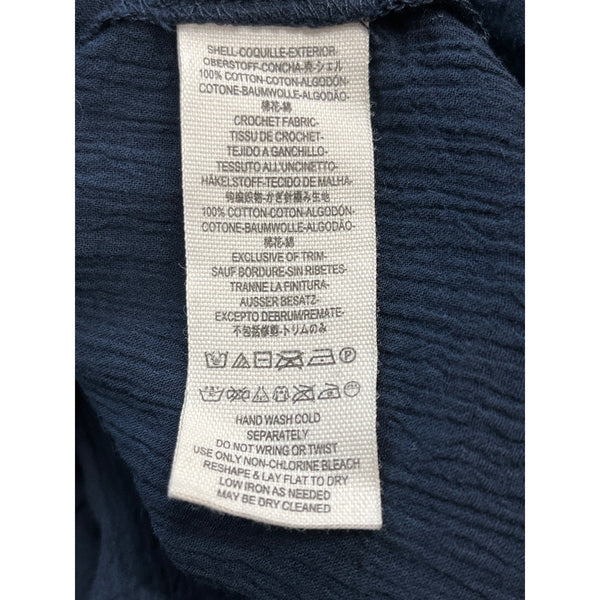 SHELL-COQUILLE-EXTERIOR-
OBERSTOFF-CONCHA-壳-シェル
100% COTTON-COTON-ALGODÓN-
COTONE-BAUMWOLLE-ALGODÃO-
棉花-綿
CROCHET FABRIC-
TISSU DE CROCHET-
TEJIDO A GANCHILLO-
TESSUTO ALL'UNCINETTO-
HÄKELSTOFF-TECIDO DE MALHA-
钩编织物-かぎ針編み生地
100% COTTON-COTON-ALGODÓN-
COTONE-BAUMWOLLE-ALGODÃO-
棉花-綿
EXCLUSIVE OF TRIM-
SAUF BORDURE-SIN RIBETES-
TRANNE LA FINITURA-
AUSSER BESATZ-
EXCEPTO DEBRUM/REMATE-
不包括修剪-トリムのみ
HAND WASH COLD
SEPARATELY
DO NOT WRING OR TWIST
USE ONLY NON-CHLORINE BLEACH
RESHAPE & LAY FLAT TO DRY
LOW IRON AS NEEDED
MAY BE DRY CLEANED